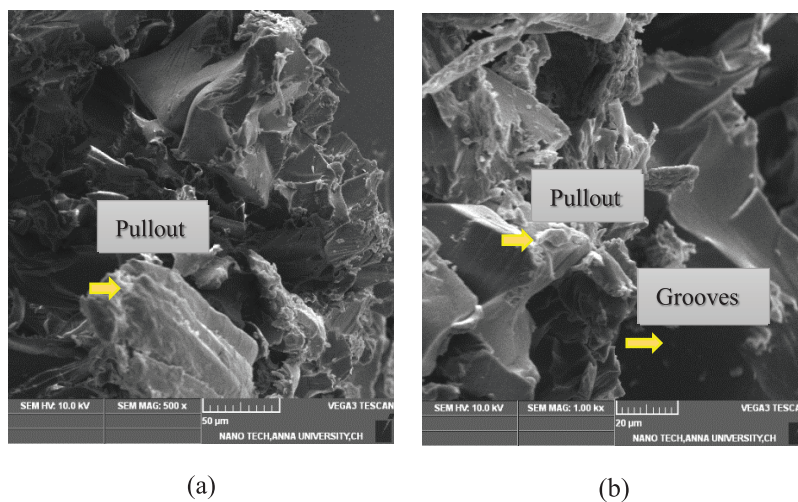 Pullout
SEM HV: 10.0 kV
SEM MAG: 500 x
50 µm
VEGA3 TESCAN
NANO TECH,ANNA UNIVERSITY,CH
(a)
Pullout
Grooves
SEM HV: 10.0 kV
SEM MAG: 1.00 kx
20 µm
VEGA3 TESCAN
NANO TECH,ANNA UNIVERSITY,CH
(b)